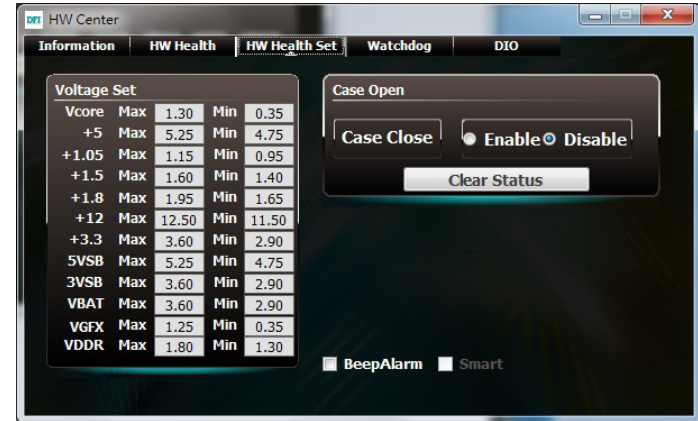 DFI HW Center
Information HW Health HW Health Set Watchdog DIO
Voltage Set
Vcore Max 1.30 Min 0.35
+5 Max 5.25 Min 4.75
+1.05 Max 1.15 Min 0.95
+1.5 Max 1.60 Min 1.40
+1.8 Max 1.95 Min 1.65
+12 Max 12.50 Min 11.50
+3.3 Max 3.60 Min 2.90
5VSB Max 5.25 Min 4.75
3VSB Max 3.60 Min 2.90
VBAT Max 3.60 Min 2.90
VGFX Max 1.25 Min 0.35
VDDR Max 1.80 Min 1.30
Case Open
Case Close Enable Disable
Clear Status
BeepAlarm Smart